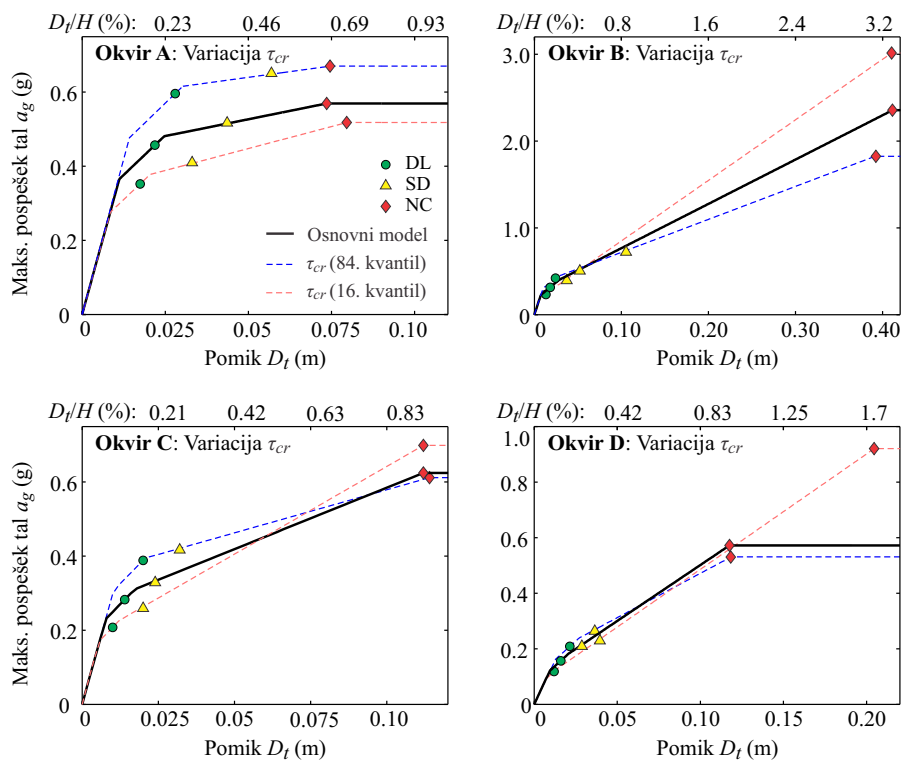 D_t/H (%): 0.23 0.46 0.69 0.93
Okvir A: Variacija τ_cr
Maks. pospešek tal a_g (g)
0.6
0.4
0.2
0
DL
SD
NC
Osnovni model
τ_cr (84. kvantil)
τ_cr (16. kvantil)
0 0.025 0.05 0.075 0.10
Pomik D_t (m)
D_t/H (%): 0.8 1.6 2.4 3.2
Okvir B: Variacija τ_cr
3.0
2.0
1.0
0
0 0.10 0.20 0.30 0.40
Pomik D_t (m)
D_t/H (%): 0.21 0.42 0.63 0.83
Okvir C: Variacija τ_cr
Maks. pospešek tal a_g (g)
0.6
0.4
0.2
0
0 0.025 0.05 0.075 0.10
Pomik D_t (m)
D_t/H (%): 0.42 0.83 1.25 1.7
Okvir D: Variacija τ_cr
1.0
0.8
0.6
0.4
0.2
0
0 0.05 0.10 0.15 0.20
Pomik D_t (m)